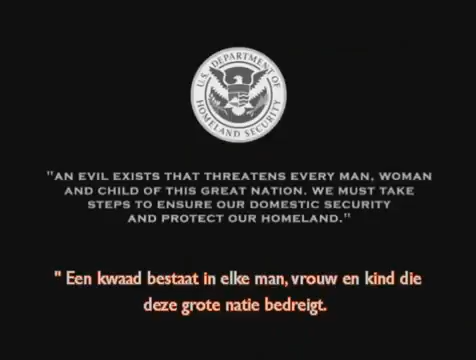 U.S. DEPARTMENT OF
HOMELAND SECURITY
"AN EVIL EXISTS THAT THREATENS EVERY MAN, WOMAN
AND CHILD OF THIS GREAT NATION. WE MUST TAKE
STEPS TO ENSURE OUR DOMESTIC SECURITY
AND PROTECT OUR HOMELAND."
" Een kwaad bestaat in elke man, vrouw en kind die
deze grote natie bedreigt.